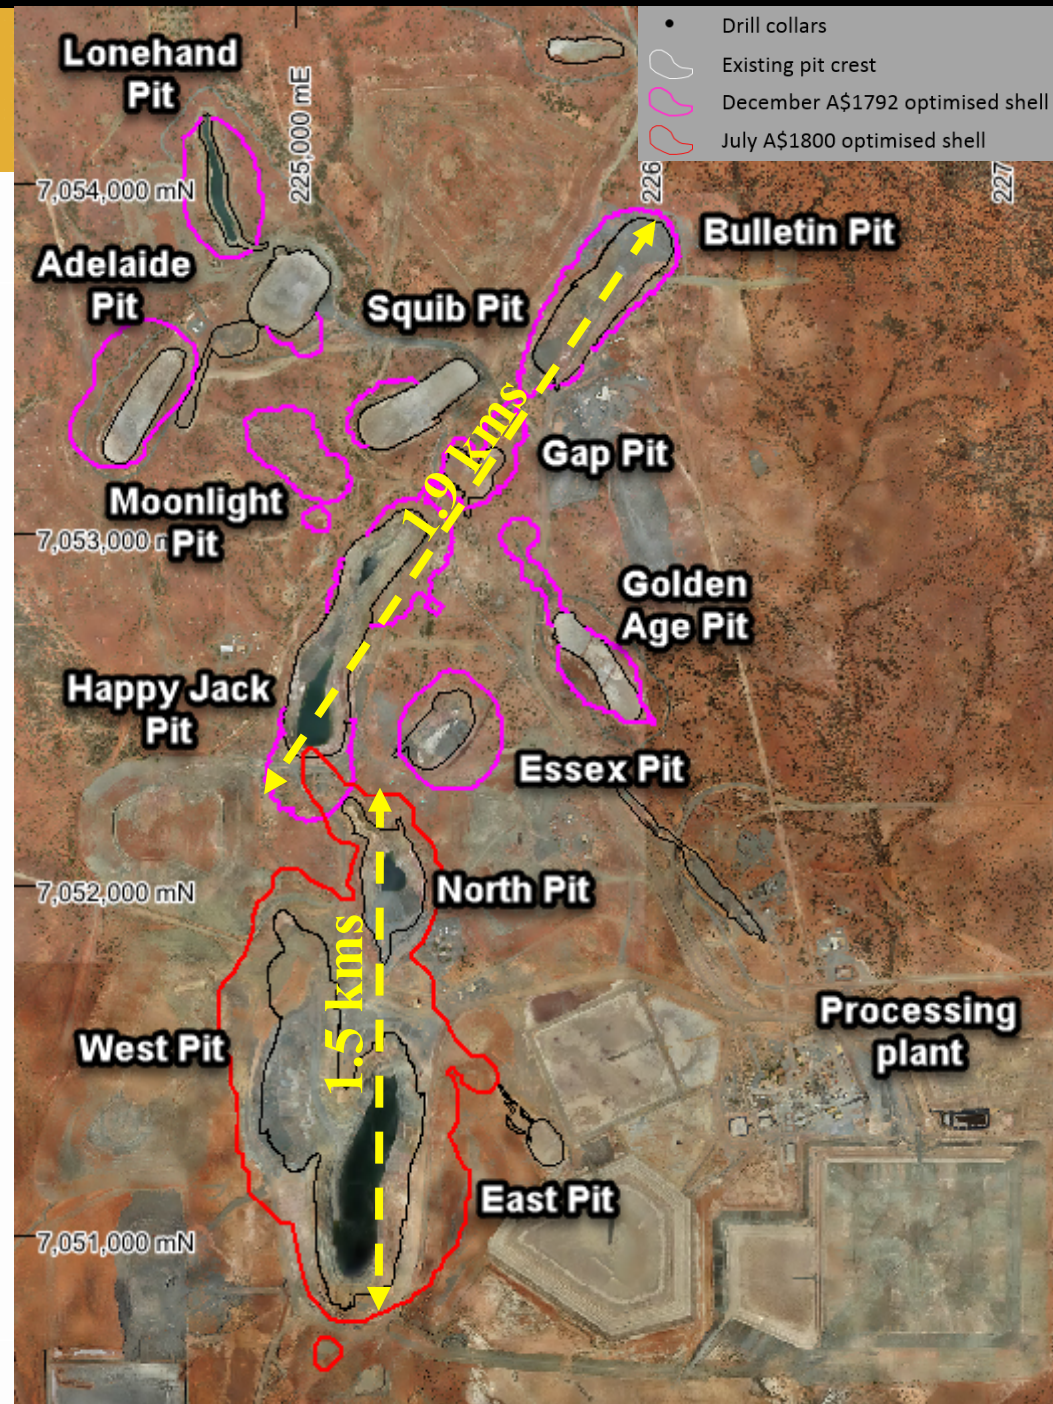 Drill collars
Existing pit crest
December A$1792 optimised shell
July A$1800 optimised shell
Lonehand
Pit
225,000 mE
226
227
7,054,000 mN
Bulletin Pit
Adelaide
Pit
Squib Pit
1.9 kms
Gap Pit
Moonlight
Pit
7,053,000 m
Golden
Age Pit
Happy Jack
Pit
Essex Pit
7,052,000 mN
North Pit
1.5 kms
West Pit
Processing
plant
East Pit
7,051,000 mN